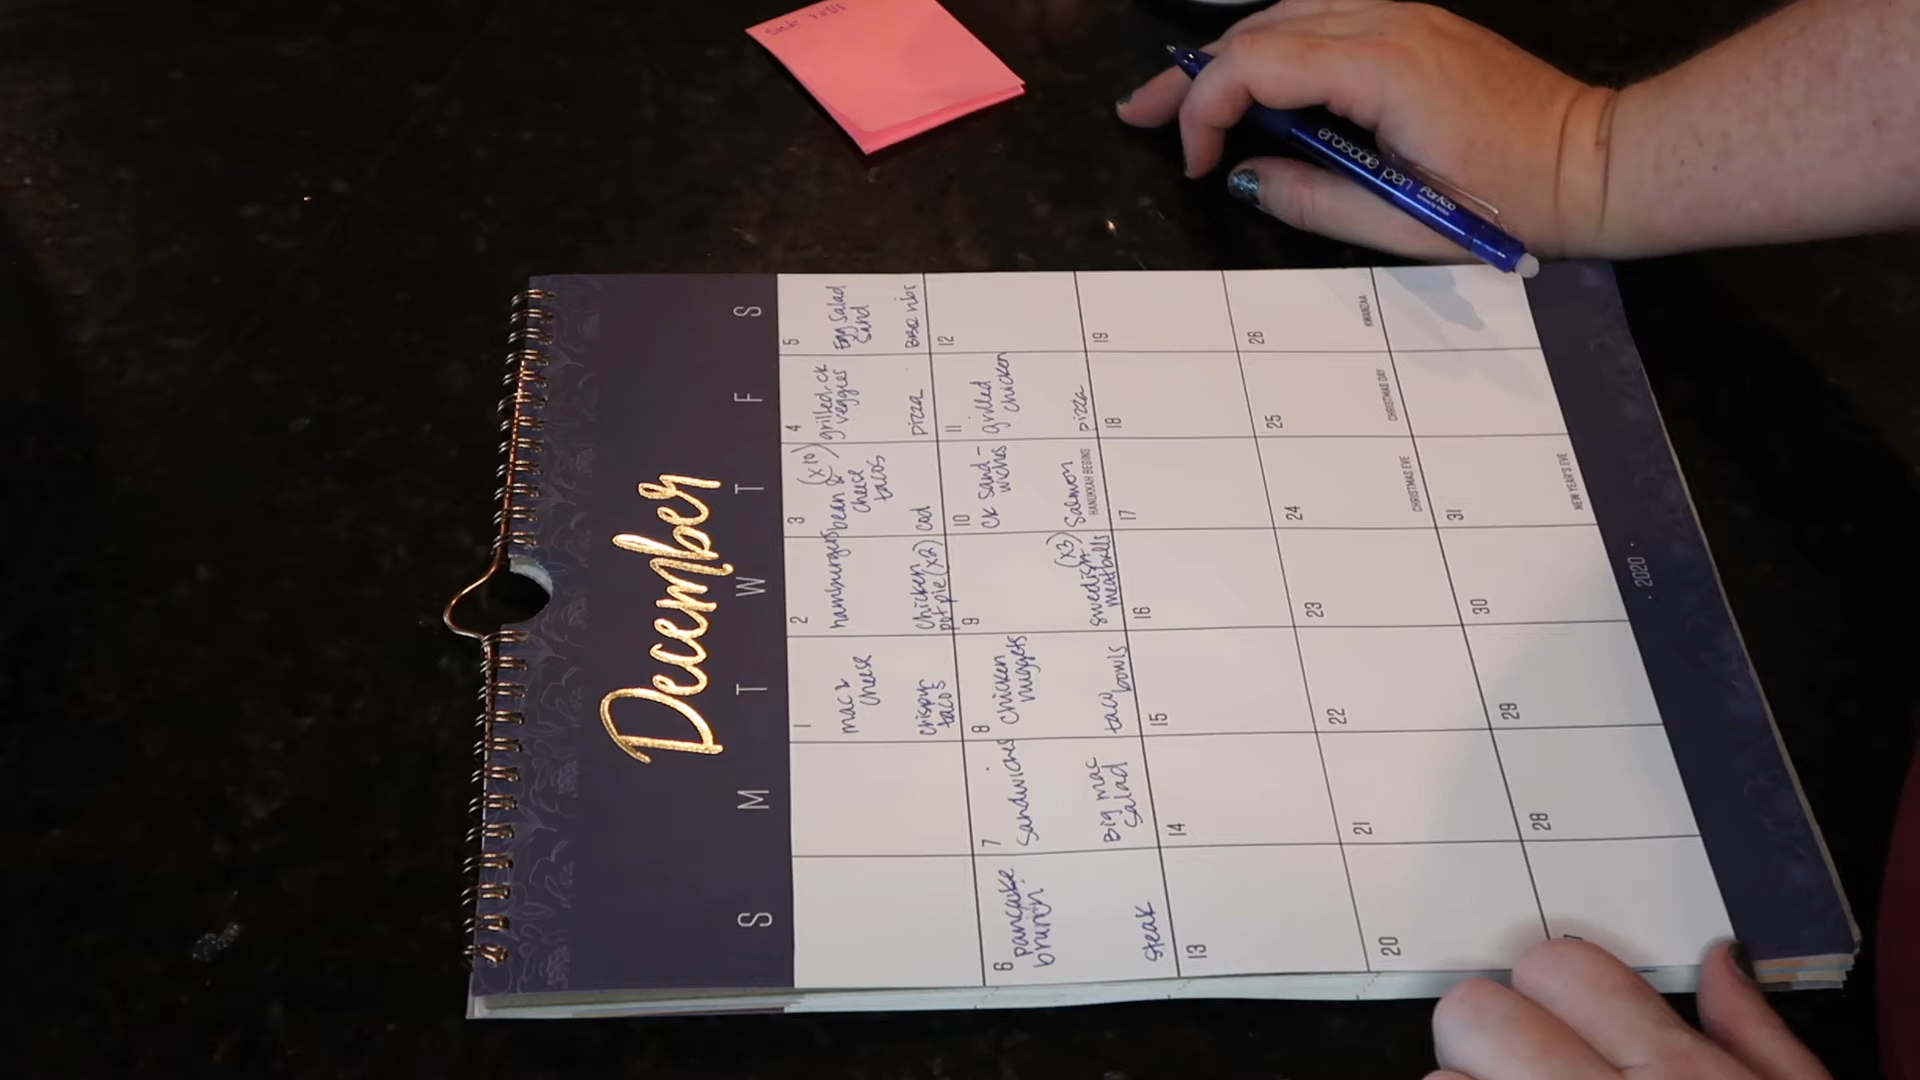 December
S M T W T F S
1
mac &
cheese
crispy
tacos
2
hamburgers
chicken
pot pie (x2)
3
(x10)
bean &
cheese
tacos
cod
4
grilled ck
veggies
pizza
5
Egg salad
sand
BBQ ribs
6
pancake
brunch
steak
7
sandwiches
Big mac
salad
8
chicken
nuggets
taco
bowls
9
(x3)
swedish
meatballs
10
ck sand-
wiches
Salmon
HANUKKAH BEGINS
11
grilled
chicken
pizza
12
13
14
15
16
17
18
19
20
21
22
23
24
CHRISTMAS EVE
25
CHRISTMAS DAY
26
KWANZAA
28
29
30
31
NEW YEAR'S EVE
· 2020 ·
erasable pen
ParKoo